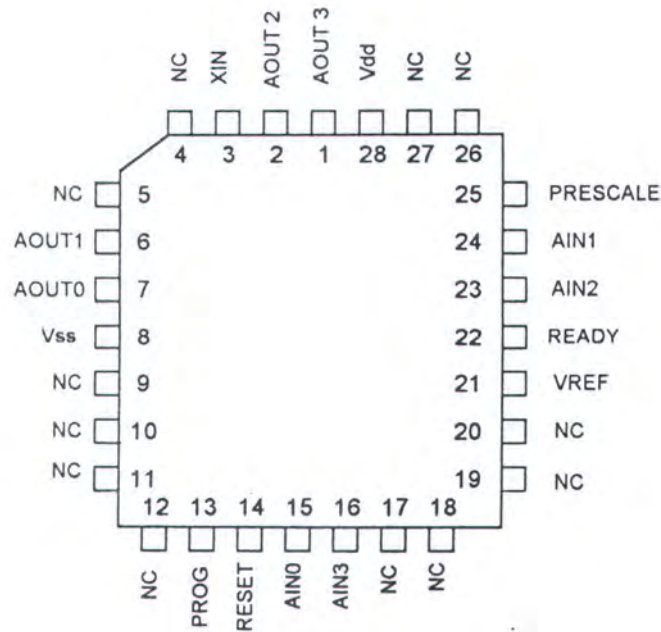 NC XIN AOUT 2 AOUT 3 Vdd NC NC
4 3 2 1 28 27 26
NC 5 25 PRESCALE
AOUT1 6 24 AIN1
AOUT0 7 23 AIN2
Vss 8 22 READY
NC 9 21 VREF
NC 10 20 NC
NC 11 19 NC
12 13 14 15 16 17 18
NC PROG RESET AIN0 AIN3 NC NC